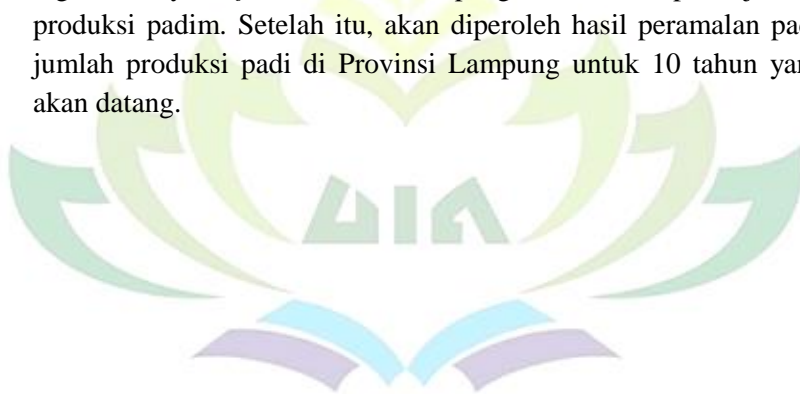 produksi padim. Setelah itu, akan diperoleh hasil peramalan pad
jumlah produksi padi di Provinsi Lampung untuk 10 tahun yan
akan datang.
UIN